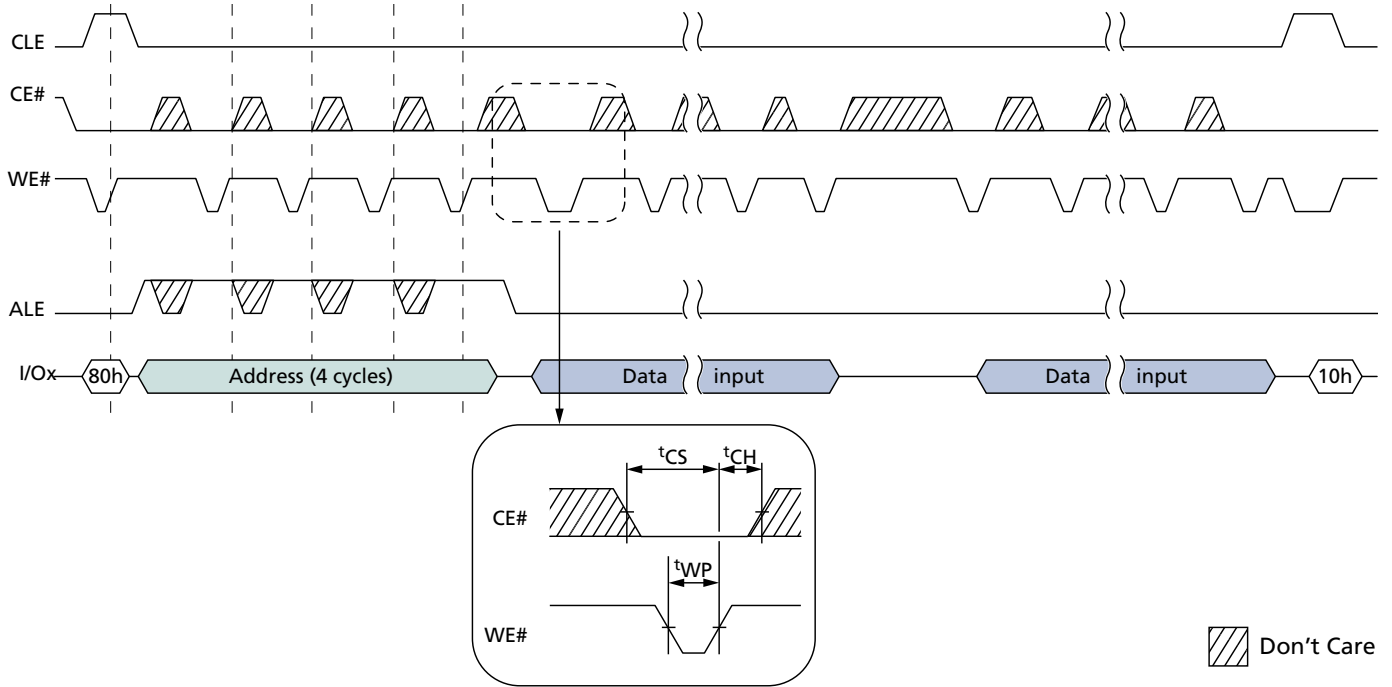 CLE
CE#
WE#
ALE
I/Ox
80h
Address (4 cycles)
Data input
Data input
10h
tCS
tCH
CE#
tWP
WE#
Don't Care